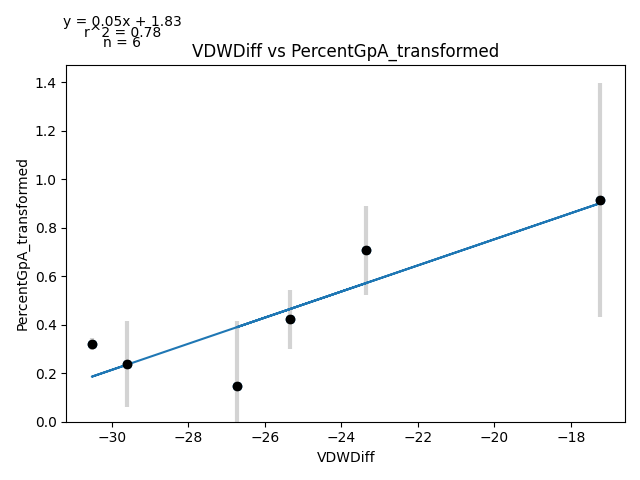 y = 0.05x + 1.83
r^2 = 0.78
n = 6
VDWDiff vs PercentGpA_transformed
1.4
1.2
1.0
0.8
0.6
0.4
0.2
0.0
PercentGpA_transformed
−30
−28
−26
−24
−22
−20
−18
VDWDiff